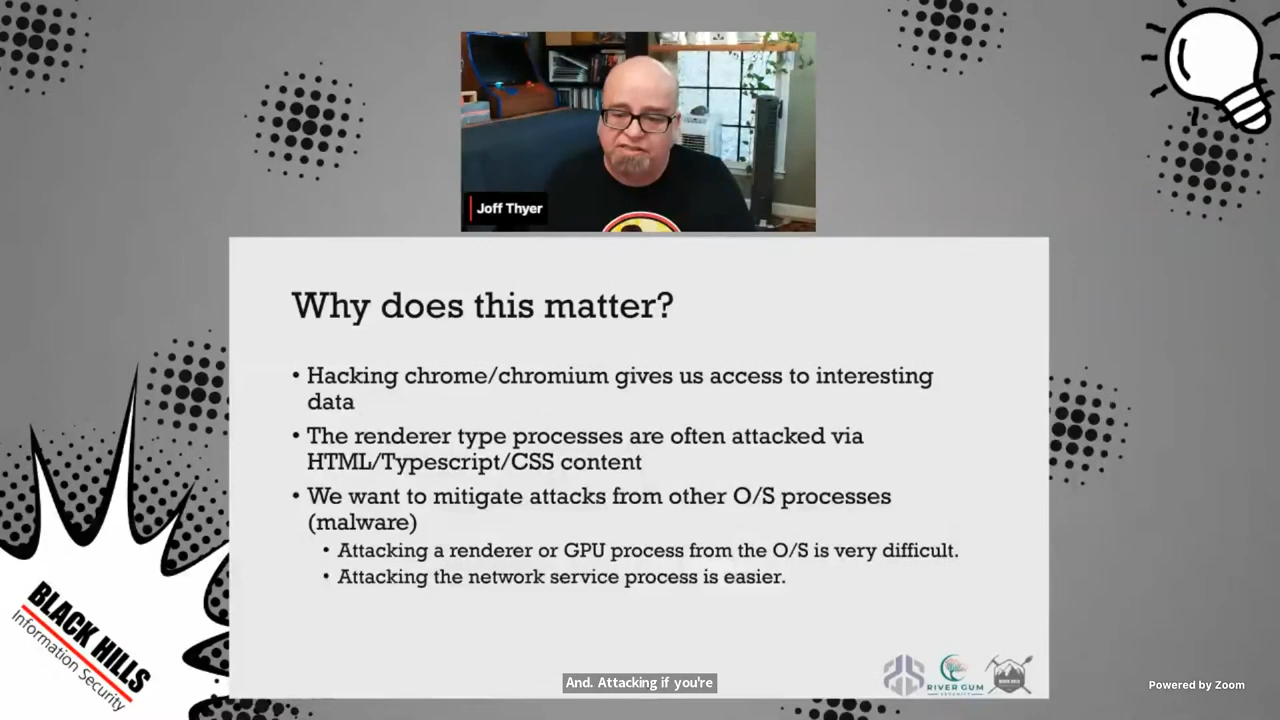 Joff Thyer
Why does this matter?
• Hacking chrome/chromium gives us access to interesting
data
• The renderer type processes are often attacked via
HTML/Typescript/CSS content
• We want to mitigate attacks from other O/S processes
(malware)
• Attacking a renderer or GPU process from the O/S is very difficult.
• Attacking the network service process is easier.
BLACK HILLS
Information Security
RIVER GUM
SECURITY
And. Attacking if you're
Powered by Zoom